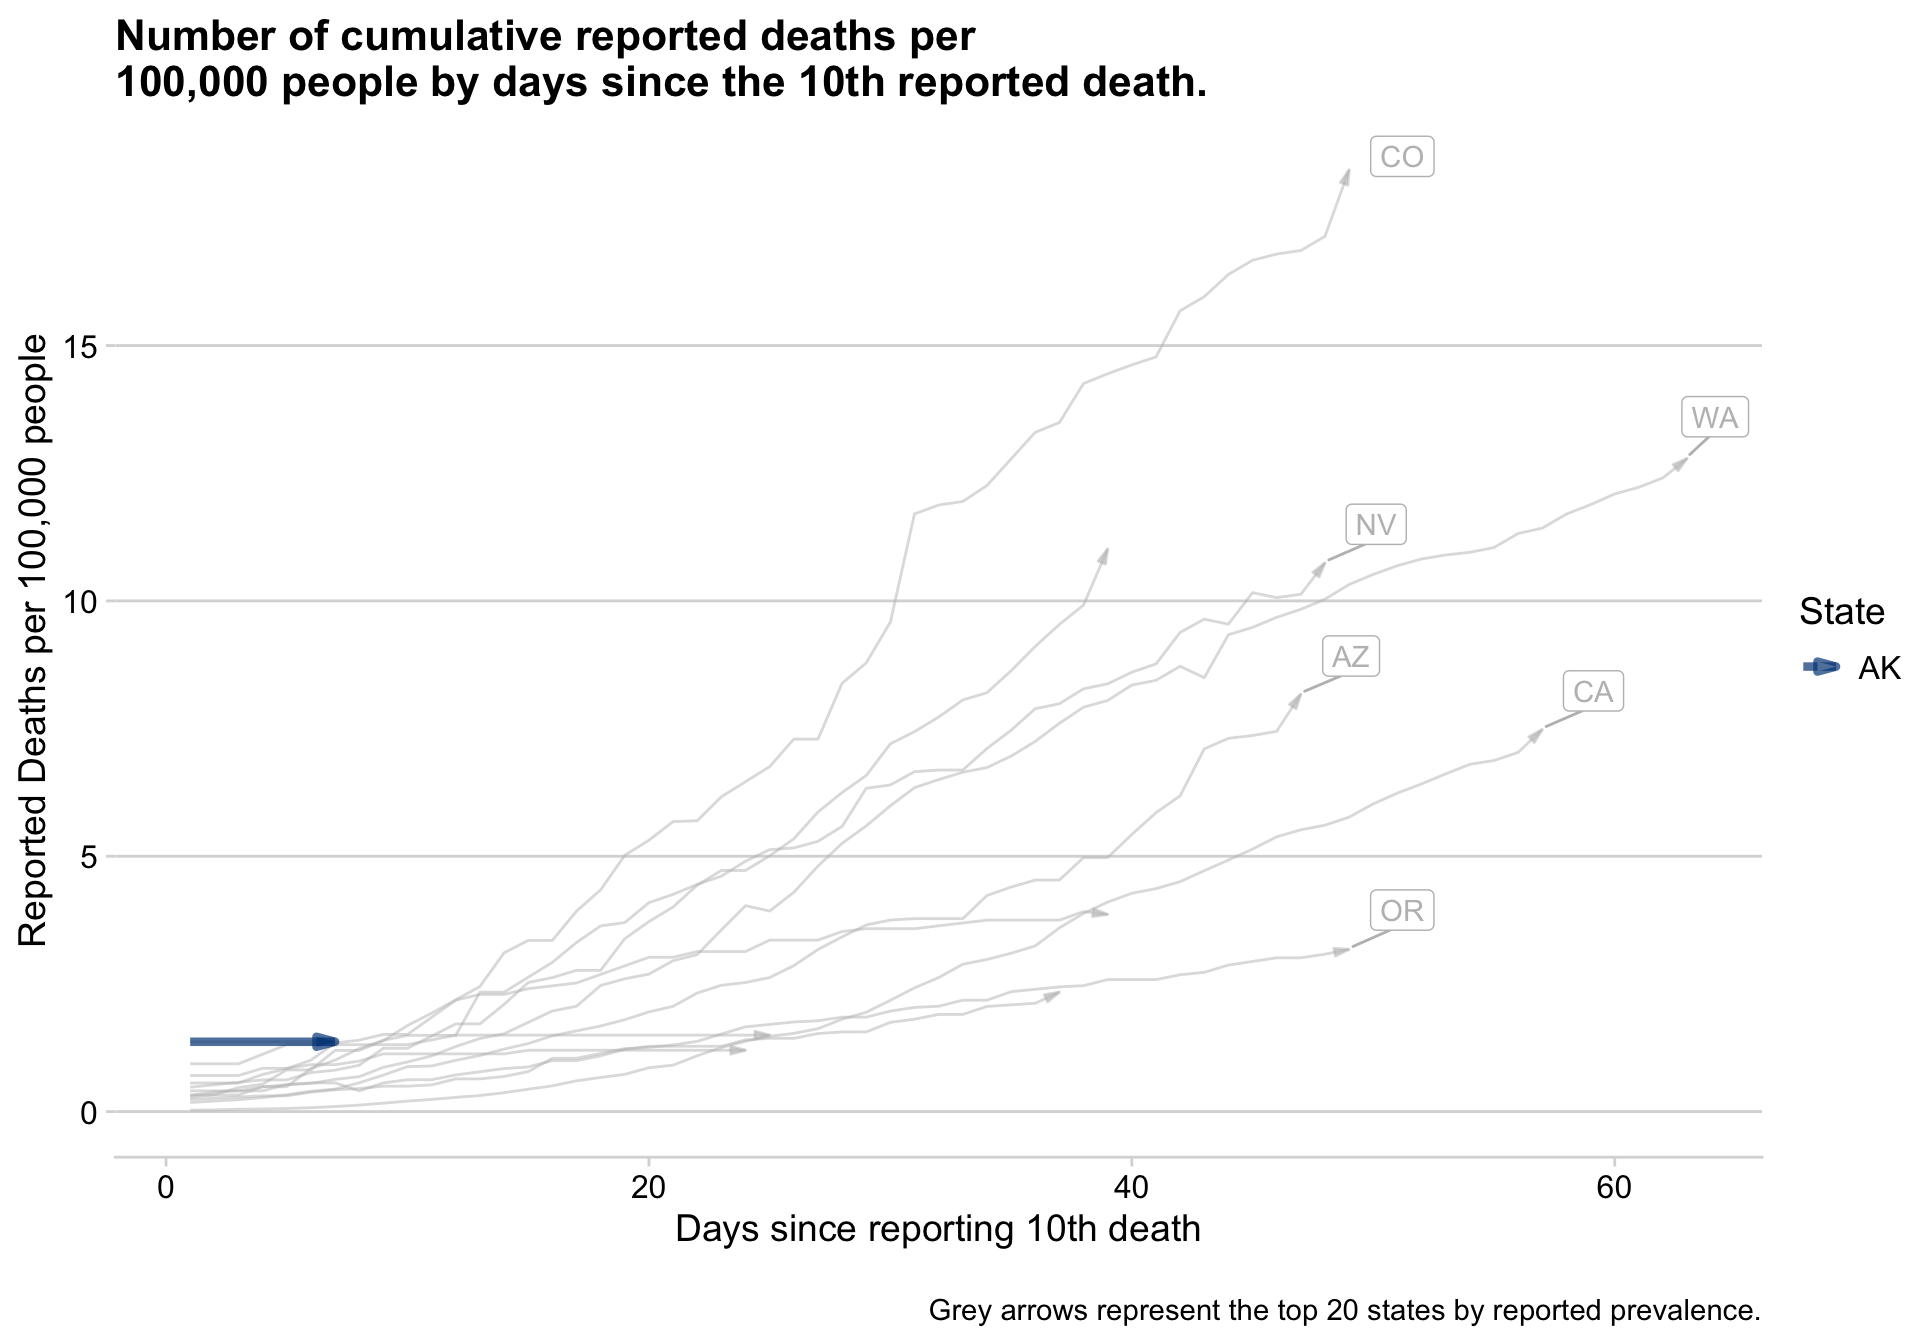 Number of cumulative reported deaths per
100,000 people by days since the 10th reported death.
CO
15
WA
NV
10
State
AK
AZ
CA
5
OR
0
Reported Deaths per 100,000 people
0 20 40 60
Days since reporting 10th death
Grey arrows represent the top 20 states by reported prevalence.